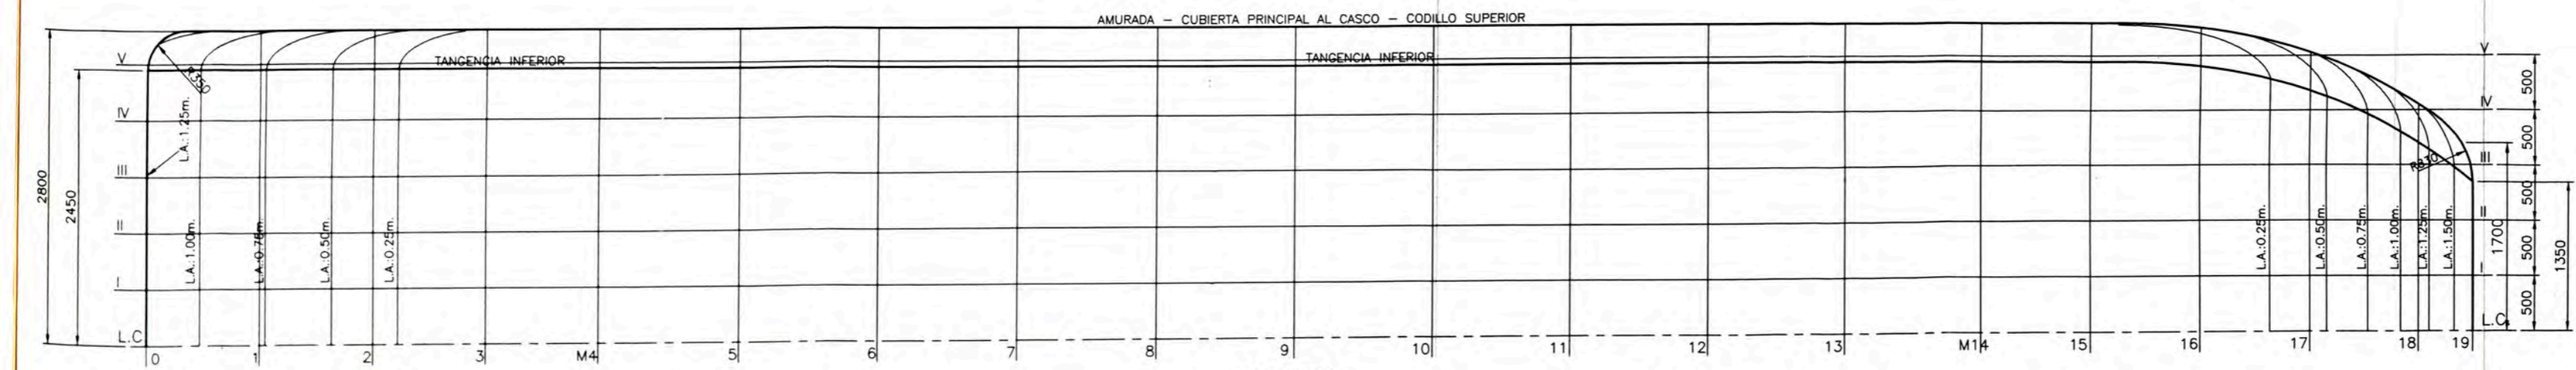 AMURADA – CUBIERTA PRINCIPAL AL CASCO – CODILLO SUPERIOR
V
TANGENCIA INFERIOR
TANGENCIA INFERIOR
V
R350
500
IV
L.A.:1.25m.
IV
500
III
R830
III
2800
2450
500
II
L.A.:1.00m.
L.A.:0.75m.
L.A.:0.50m.
L.A.:0.25m.
L.A.:0.25m.
L.A.:0.50m.
L.A.:0.75m.
L.A.:1.00m.
L.A.:1.25m.
L.A.:1.50m.
II
1700
500
1350
I
I
500
L.C
L.C.
0
1
2
3
M4
5
6
7
8
9
10
11
12
13
M14
15
16
17
18
19